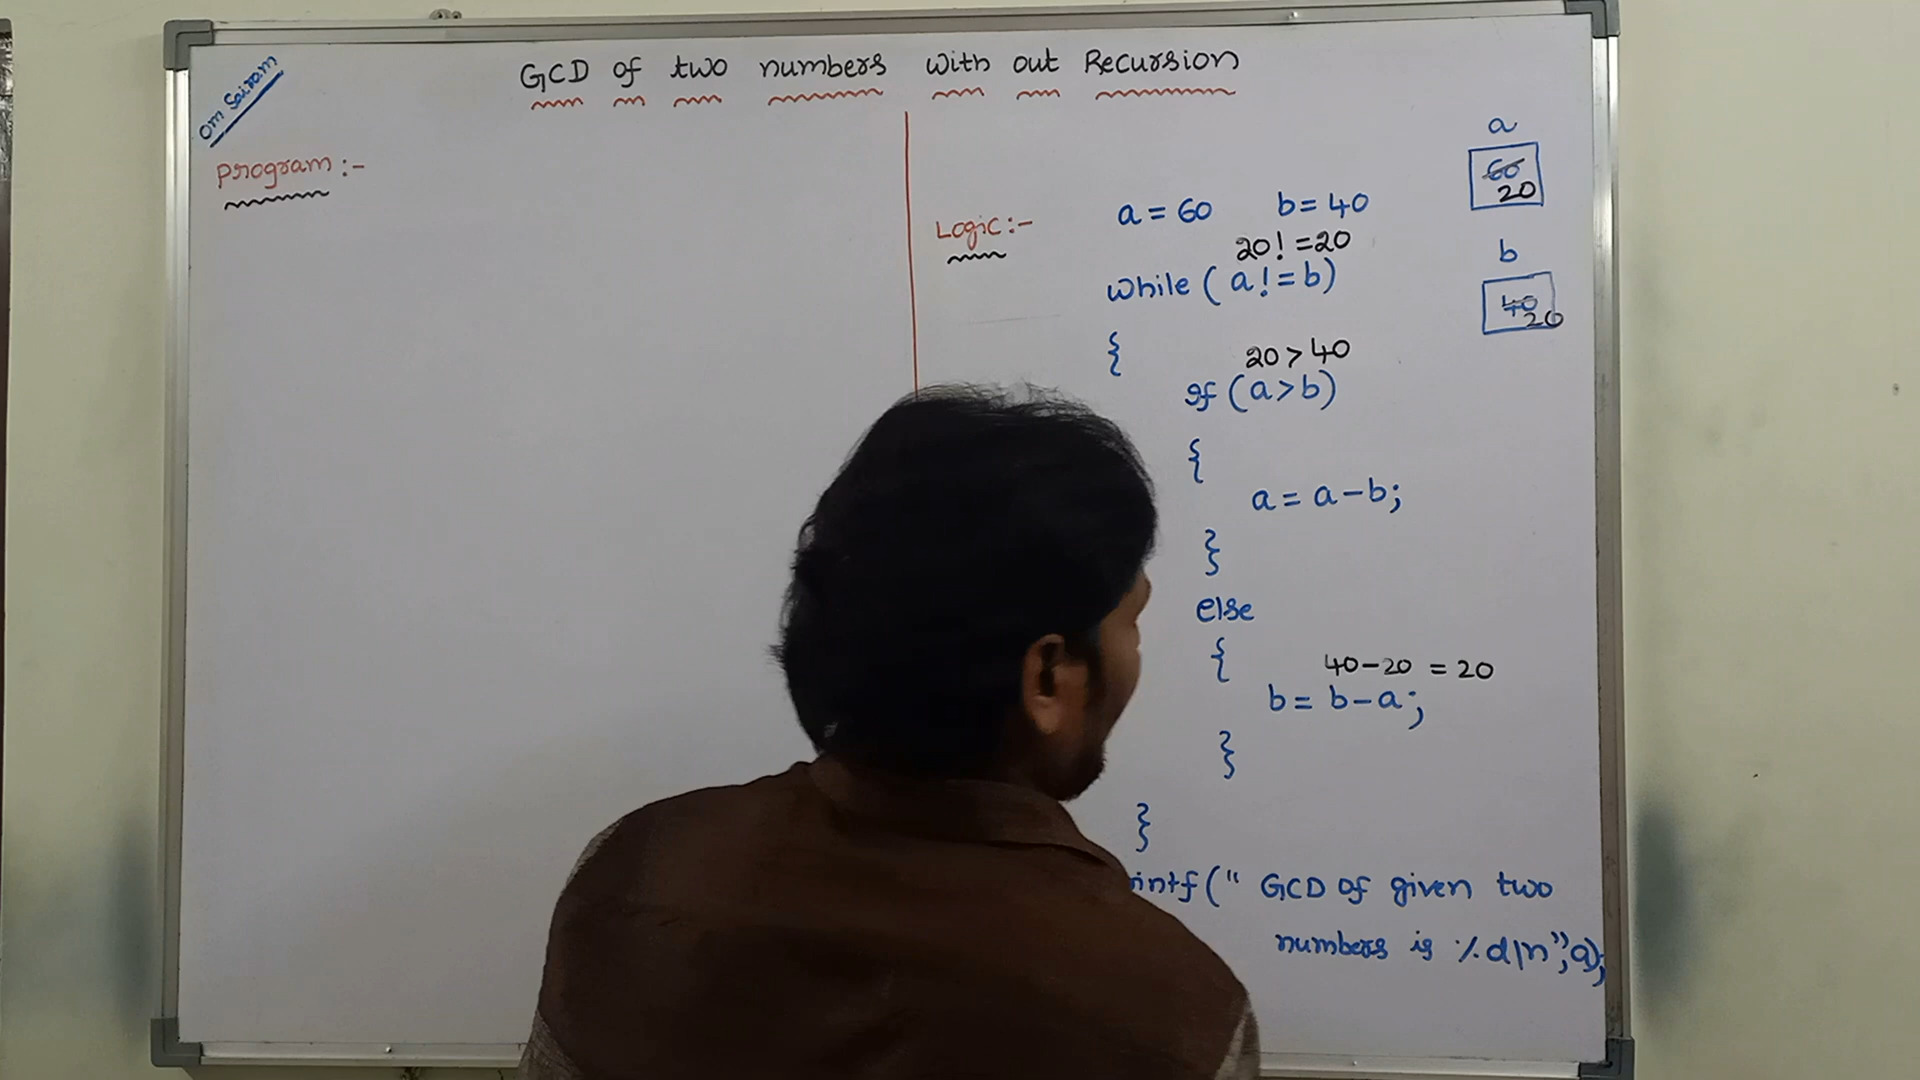 GCD of two numbers with out Recursion
Om Sairam
Program :-
Logic :-
a = 60 b = 40
20! =20
while ( a! = b)
{
20 > 40
if (a > b)
{
a = a - b;
}
else
{
40 - 20 = 20
b = b - a;
}
}
intf (" GCD of given two
numbers is %d\n", a);
a
60
20
b
40
20